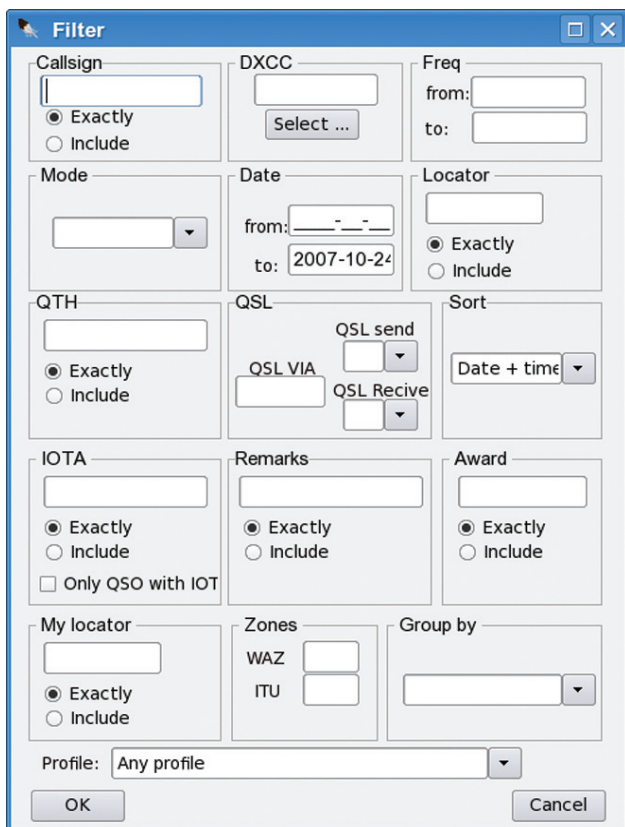 Filter
Callsign
Exactly
Include
DXCC
Select ...
Freq
from:
to:
Mode
Date
from: ____-__-__
to: 2007-10-24
Locator
Exactly
Include
QTH
Exactly
Include
QSL
QSL send
QSL VIA
QSL Recive
Sort
Date + time
IOTA
Exactly
Include
Only QSO with IOT
Remarks
Exactly
Include
Award
Exactly
Include
My locator
Exactly
Include
Zones
WAZ
ITU
Group by
Profile: Any profile
OK
Cancel